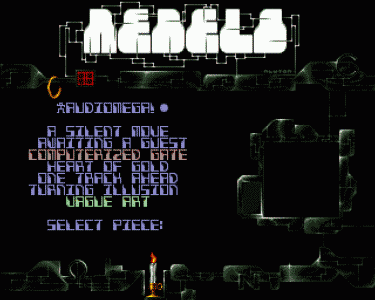 REBELS
AUDIOMEGA!
A SILENT MOVE
AWAITING A GUEST
COMPUTERIZED GATE
HEART OF GOLD
ONE TRACK AHEAD
TURNING ILLUSION
VAGUE ART
SELECT PIECE: